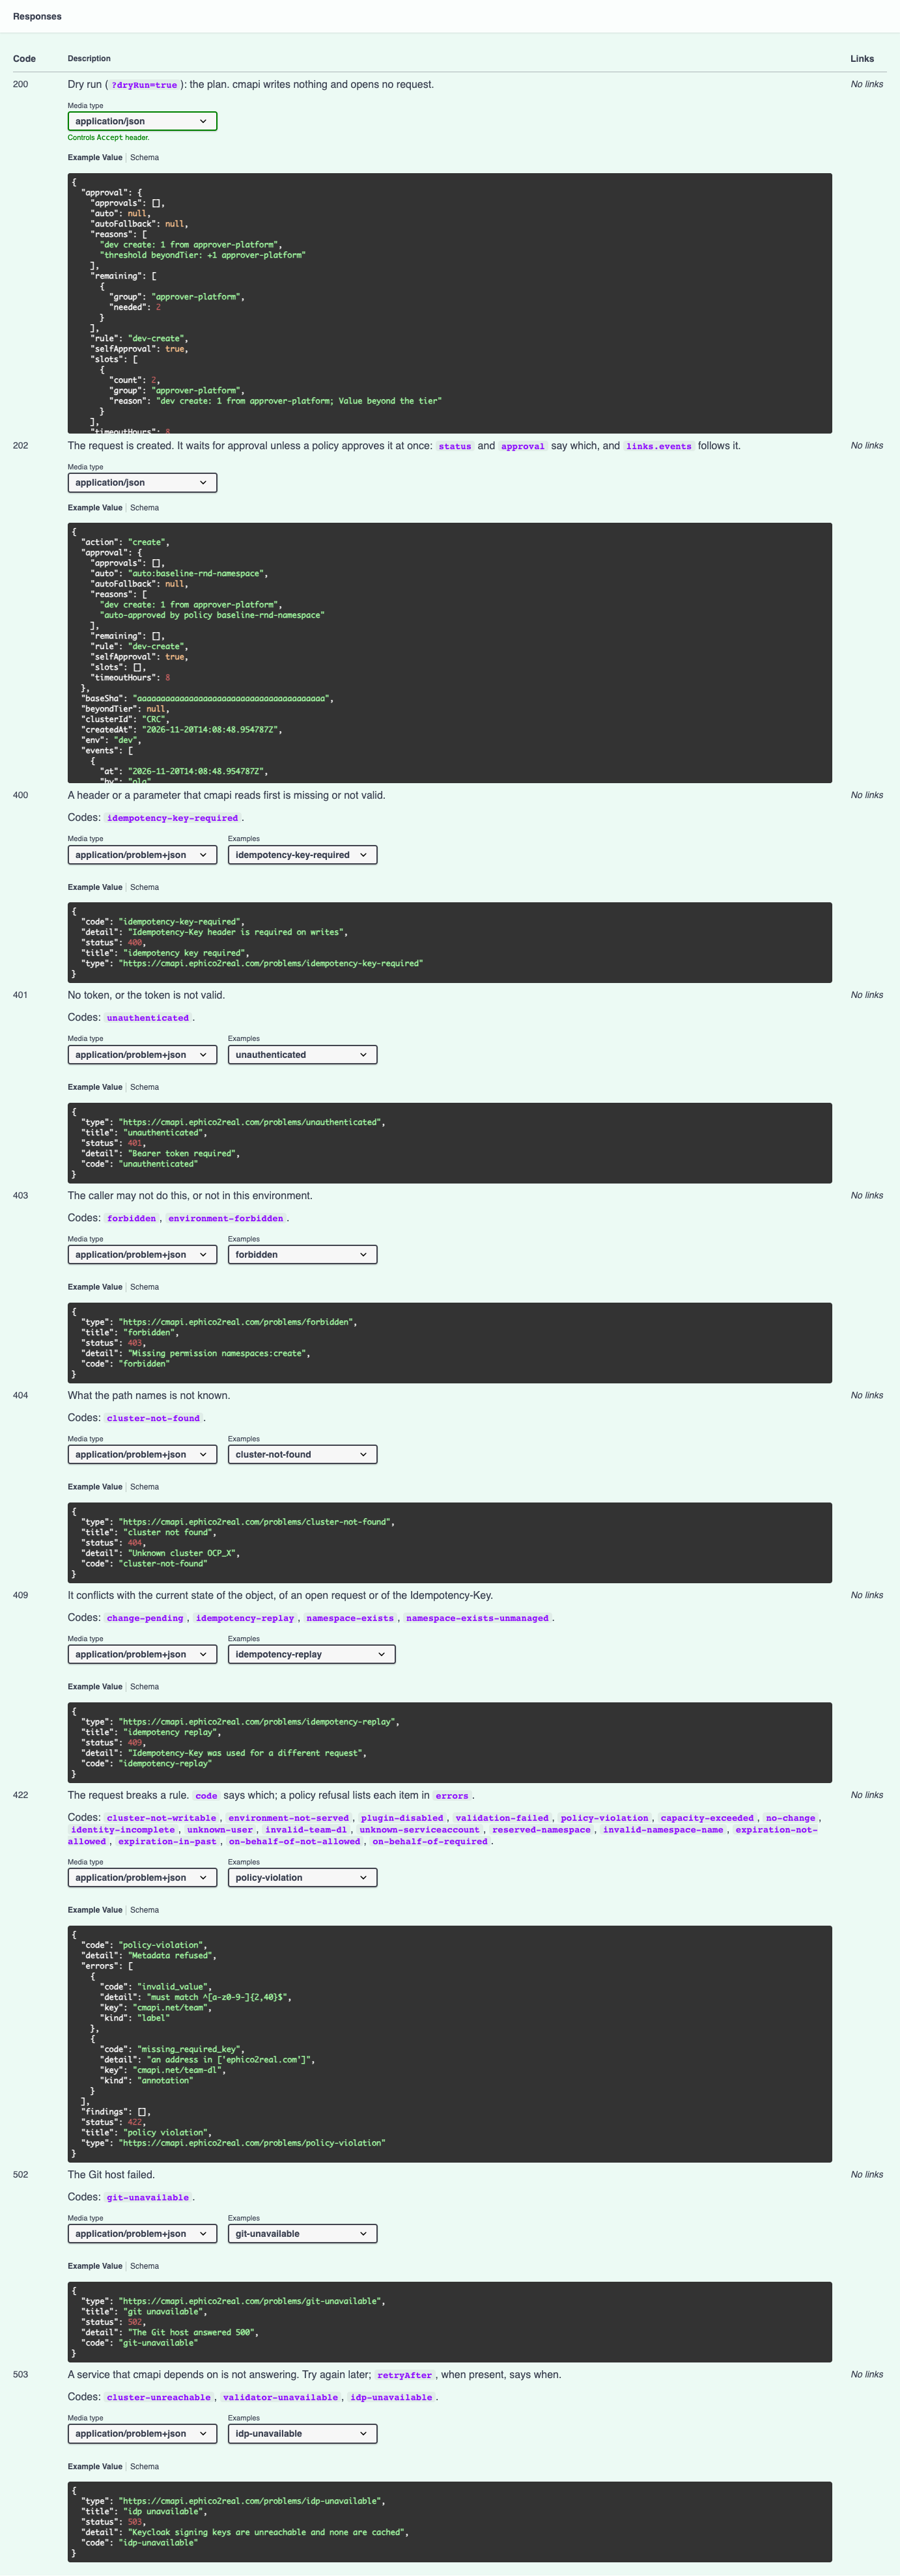 Responses
Code Description Links
200 Dry run ( ?dryRun=true ): the plan. cmapi writes nothing and opens no request. No links
Media type
application/json
Controls Accept header.
Example Value | Schema
{
  "approval": {
    "approvals": [],
    "auto": null,
    "autoFallback": null,
    "reasons": [
      "dev create: 1 from approver-platform",
      "threshold beyondTier: +1 approver-platform"
    ],
    "remaining": [
      {
        "group": "approver-platform",
        "needed": 2
      }
    ],
    "rule": "dev-create",
    "selfApproval": true,
    "slots": [
      {
        "count": 2,
        "group": "approver-platform",
        "reason": "dev create: 1 from approver-platform; Value beyond the tier"
      }
    ],
    "timeoutHours": 8
202 The request is created. It waits for approval unless a policy approves it at once: status and approval say which, and links.events follows it. No links
Media type
application/json
Example Value | Schema
{
  "action": "create",
  "approval": {
    "approvals": [],
    "auto": "auto:baseline-rnd-namespace",
    "autoFallback": null,
    "reasons": [
      "dev create: 1 from approver-platform",
      "auto-approved by policy baseline-rnd-namespace"
    ],
    "remaining": [],
    "rule": "dev-create",
    "selfApproval": true,
    "slots": [],
    "timeoutHours": 8
  },
  "baseSha": "aaaaaaaaaaaaaaaaaaaaaaaaaaaaaaaaaaaaaaaa",
  "beyondTier": null,
  "clusterId": "CRC",
  "createdAt": "2026-11-20T14:08:48.954787Z",
  "env": "dev",
  "events": [
    {
      "at": "2026-11-20T14:08:48.954787Z",
      "by": "ola"
400 A header or a parameter that cmapi reads first is missing or not valid. No links
Codes: idempotency-key-required .
Media type Examples
application/problem+json idempotency-key-required
Example Value | Schema
{
  "code": "idempotency-key-required",
  "detail": "Idempotency-Key header is required on writes",
  "status": 400,
  "title": "idempotency key required",
  "type": "https://cmapi.ephico2real.com/problems/idempotency-key-required"
}
401 No token, or the token is not valid. No links
Codes: unauthenticated .
Media type Examples
application/problem+json unauthenticated
Example Value | Schema
{
  "type": "https://cmapi.ephico2real.com/problems/unauthenticated",
  "title": "unauthenticated",
  "status": 401,
  "detail": "Bearer token required",
  "code": "unauthenticated"
}
403 The caller may not do this, or not in this environment. No links
Codes: forbidden , environment-forbidden .
Media type Examples
application/problem+json forbidden
Example Value | Schema
{
  "type": "https://cmapi.ephico2real.com/problems/forbidden",
  "title": "forbidden",
  "status": 403,
  "detail": "Missing permission namespaces:create",
  "code": "forbidden"
}
404 What the path names is not known. No links
Codes: cluster-not-found .
Media type Examples
application/problem+json cluster-not-found
Example Value | Schema
{
  "type": "https://cmapi.ephico2real.com/problems/cluster-not-found",
  "title": "cluster not found",
  "status": 404,
  "detail": "Unknown cluster OCP_X",
  "code": "cluster-not-found"
}
409 It conflicts with the current state of the object, of an open request or of the Idempotency-Key. No links
Codes: change-pending , idempotency-replay , namespace-exists , namespace-exists-unmanaged .
Media type Examples
application/problem+json idempotency-replay
Example Value | Schema
{
  "type": "https://cmapi.ephico2real.com/problems/idempotency-replay",
  "title": "idempotency replay",
  "status": 409,
  "detail": "Idempotency-Key was used for a different request",
  "code": "idempotency-replay"
}
422 The request breaks a rule. code says which; a policy refusal lists each item in errors . No links
Codes: cluster-not-writable , environment-not-served , plugin-disabled , validation-failed , policy-violation , capacity-exceeded , no-change ,
identity-incomplete , unknown-user , invalid-team-dl , unknown-serviceaccount , reserved-namespace , invalid-namespace-name , expiration-not-
allowed , expiration-in-past , on-behalf-of-not-allowed , on-behalf-of-required .
Media type Examples
application/problem+json policy-violation
Example Value | Schema
{
  "code": "policy-violation",
  "detail": "Metadata refused",
  "errors": [
    {
      "code": "invalid_value",
      "detail": "must match ^[a-z0-9-]{2,40}$",
      "key": "cmapi.net/team",
      "kind": "label"
    },
    {
      "code": "missing_required_key",
      "detail": "an address in ['ephico2real.com']",
      "key": "cmapi.net/team-dl",
      "kind": "annotation"
    }
  ],
  "findings": [],
  "status": 422,
  "title": "policy violation",
  "type": "https://cmapi.ephico2real.com/problems/policy-violation"
}
502 The Git host failed. No links
Codes: git-unavailable .
Media type Examples
application/problem+json git-unavailable
Example Value | Schema
{
  "type": "https://cmapi.ephico2real.com/problems/git-unavailable",
  "title": "git unavailable",
  "status": 502,
  "detail": "The Git host answered 500",
  "code": "git-unavailable"
}
503 A service that cmapi depends on is not answering. Try again later; retryAfter , when present, says when. No links
Codes: cluster-unreachable , validator-unavailable , idp-unavailable .
Media type Examples
application/problem+json idp-unavailable
Example Value | Schema
{
  "type": "https://cmapi.ephico2real.com/problems/idp-unavailable",
  "title": "idp unavailable",
  "status": 503,
  "detail": "Keycloak signing keys are unreachable and none are cached",
  "code": "idp-unavailable"
}